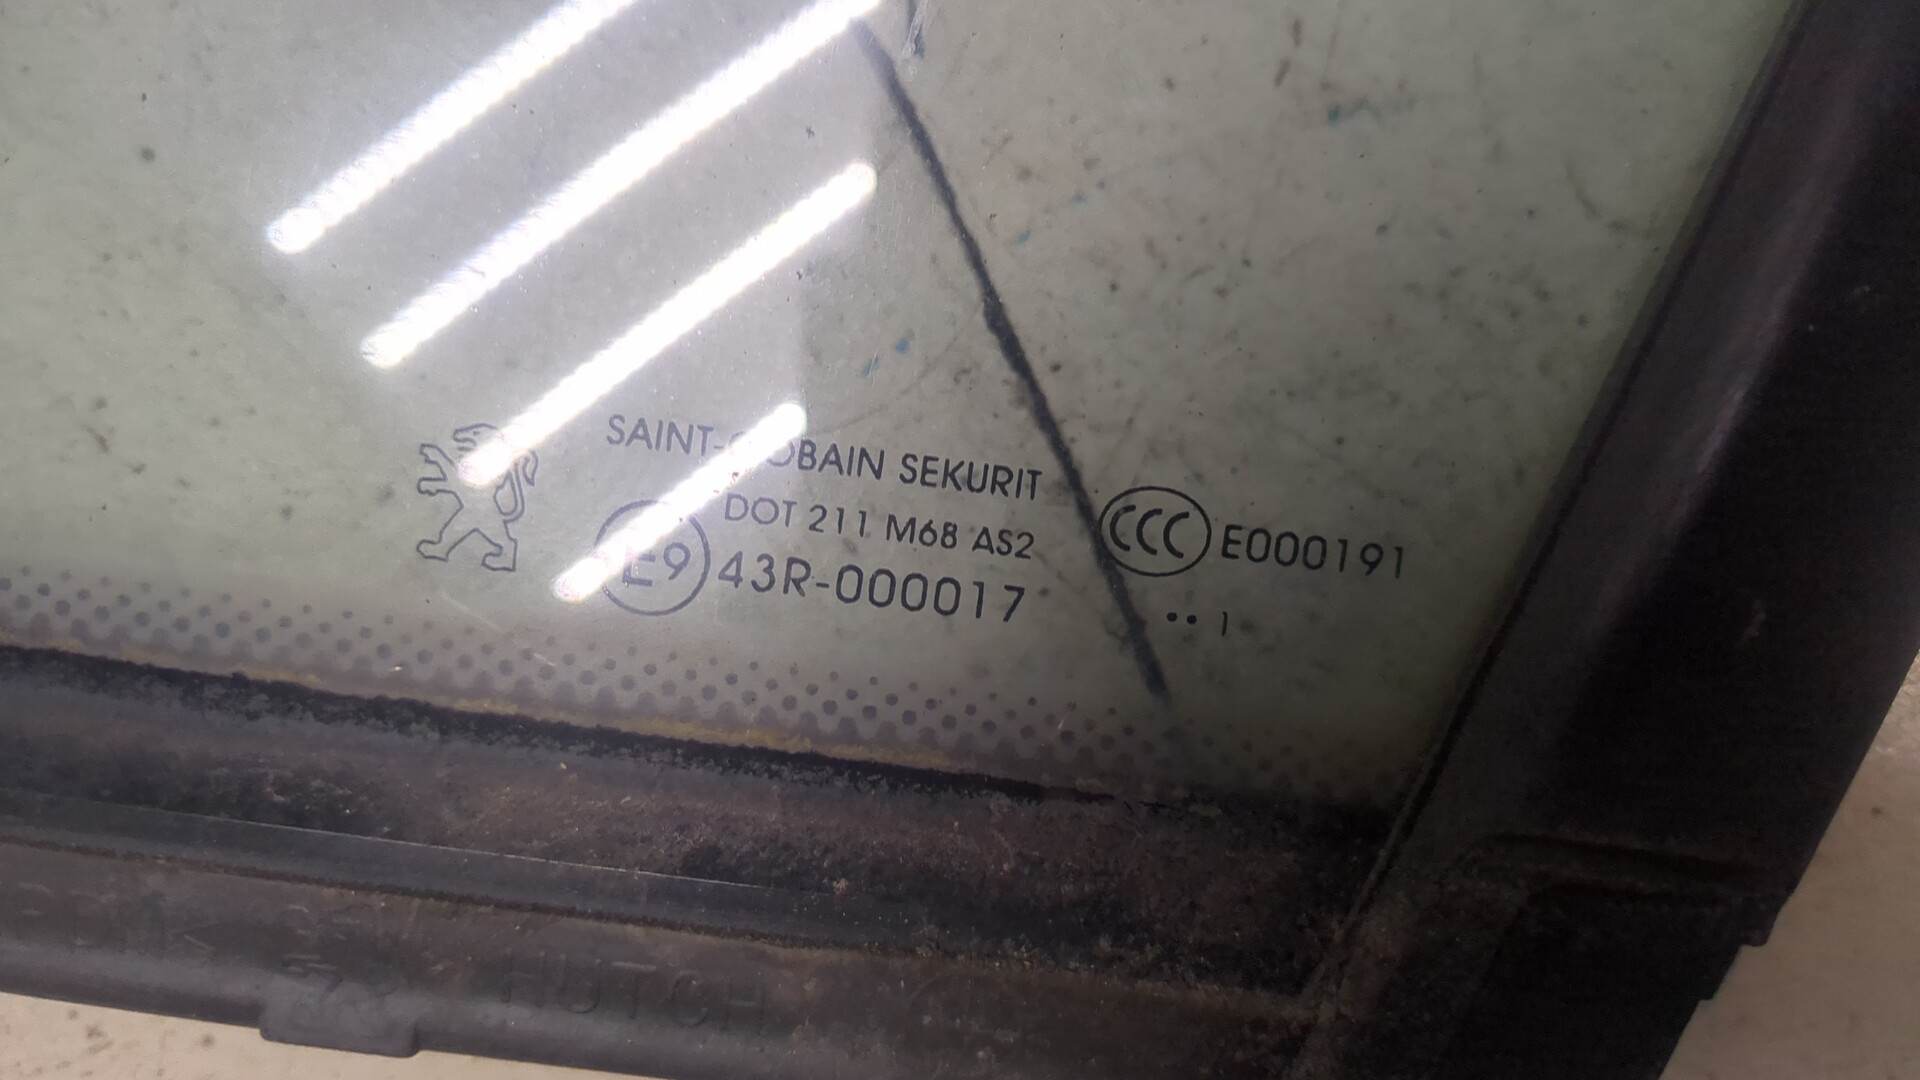 SAINT-GOBAIN SEKURIT
DOT 211 M68 AS2
E9 43R-000017
CCC E000191
•• 1
HUTCH